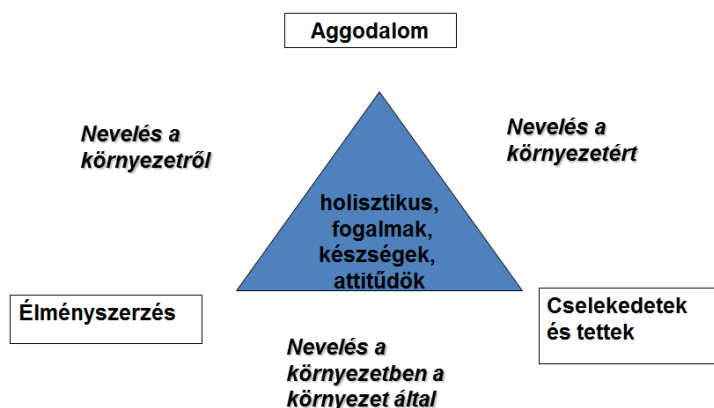 Aggodalom
Nevelés a
környezetről
Nevelés a
környezetért
holisztikus,
fogalmak,
készségek,
attitűdök
Élményszerzés
Cselekedetek
és tettek
Nevelés a
környezetben a
környezet által